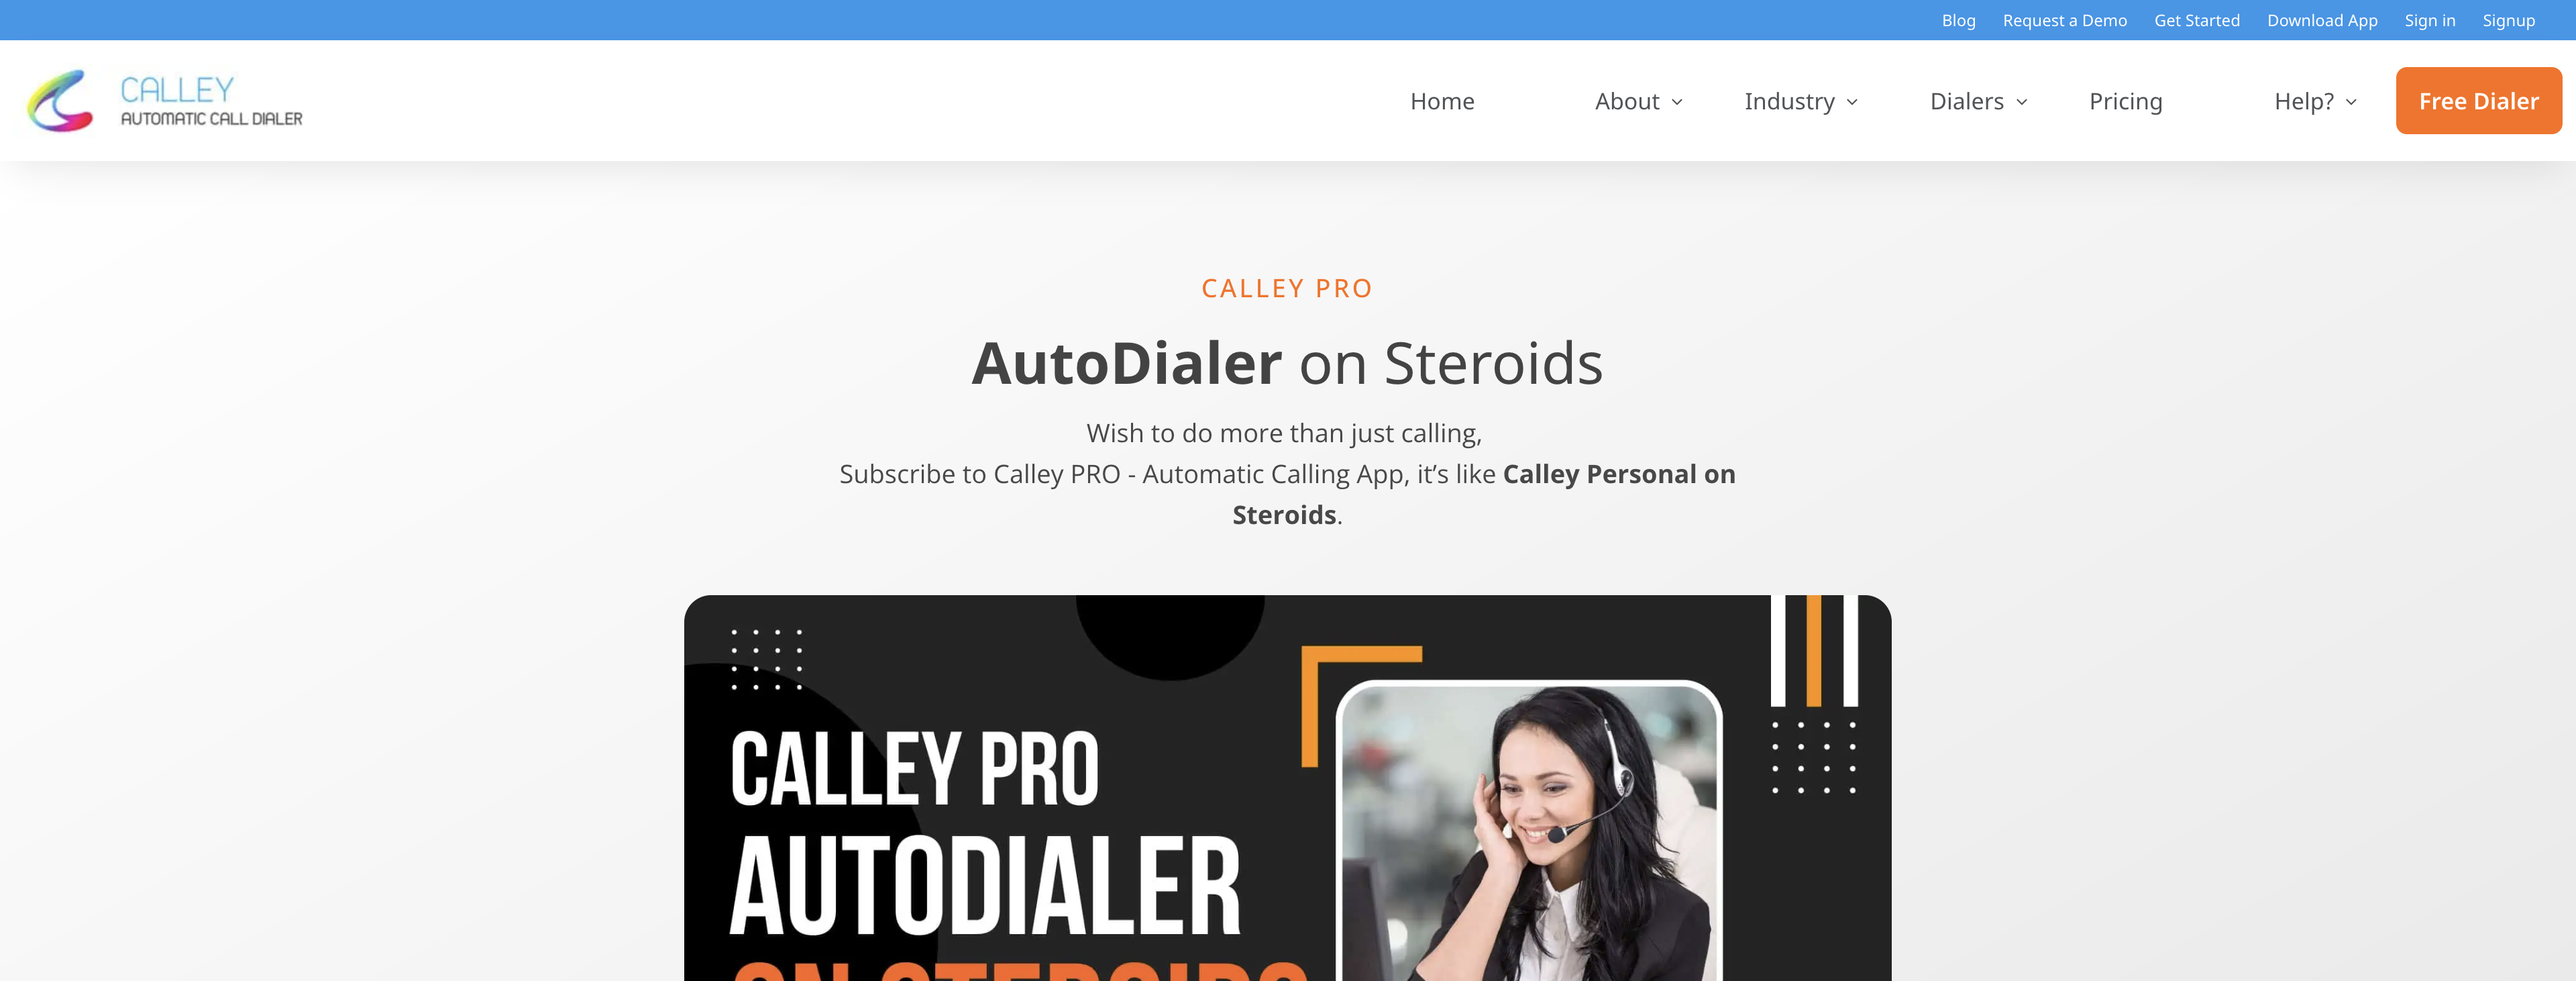 Blog Request a Demo Get Started Download App Sign in Signup
CALLEY
AUTOMATIC CALL DIALER
Home About Industry Dialers Pricing Help? Free Dialer
CALLEY PRO
AutoDialer on Steroids
Wish to do more than just calling,
Subscribe to Calley PRO - Automatic Calling App, it’s like Calley Personal on
Steroids.
CALLEY PRO
AUTODIALER
ON STEROIDS